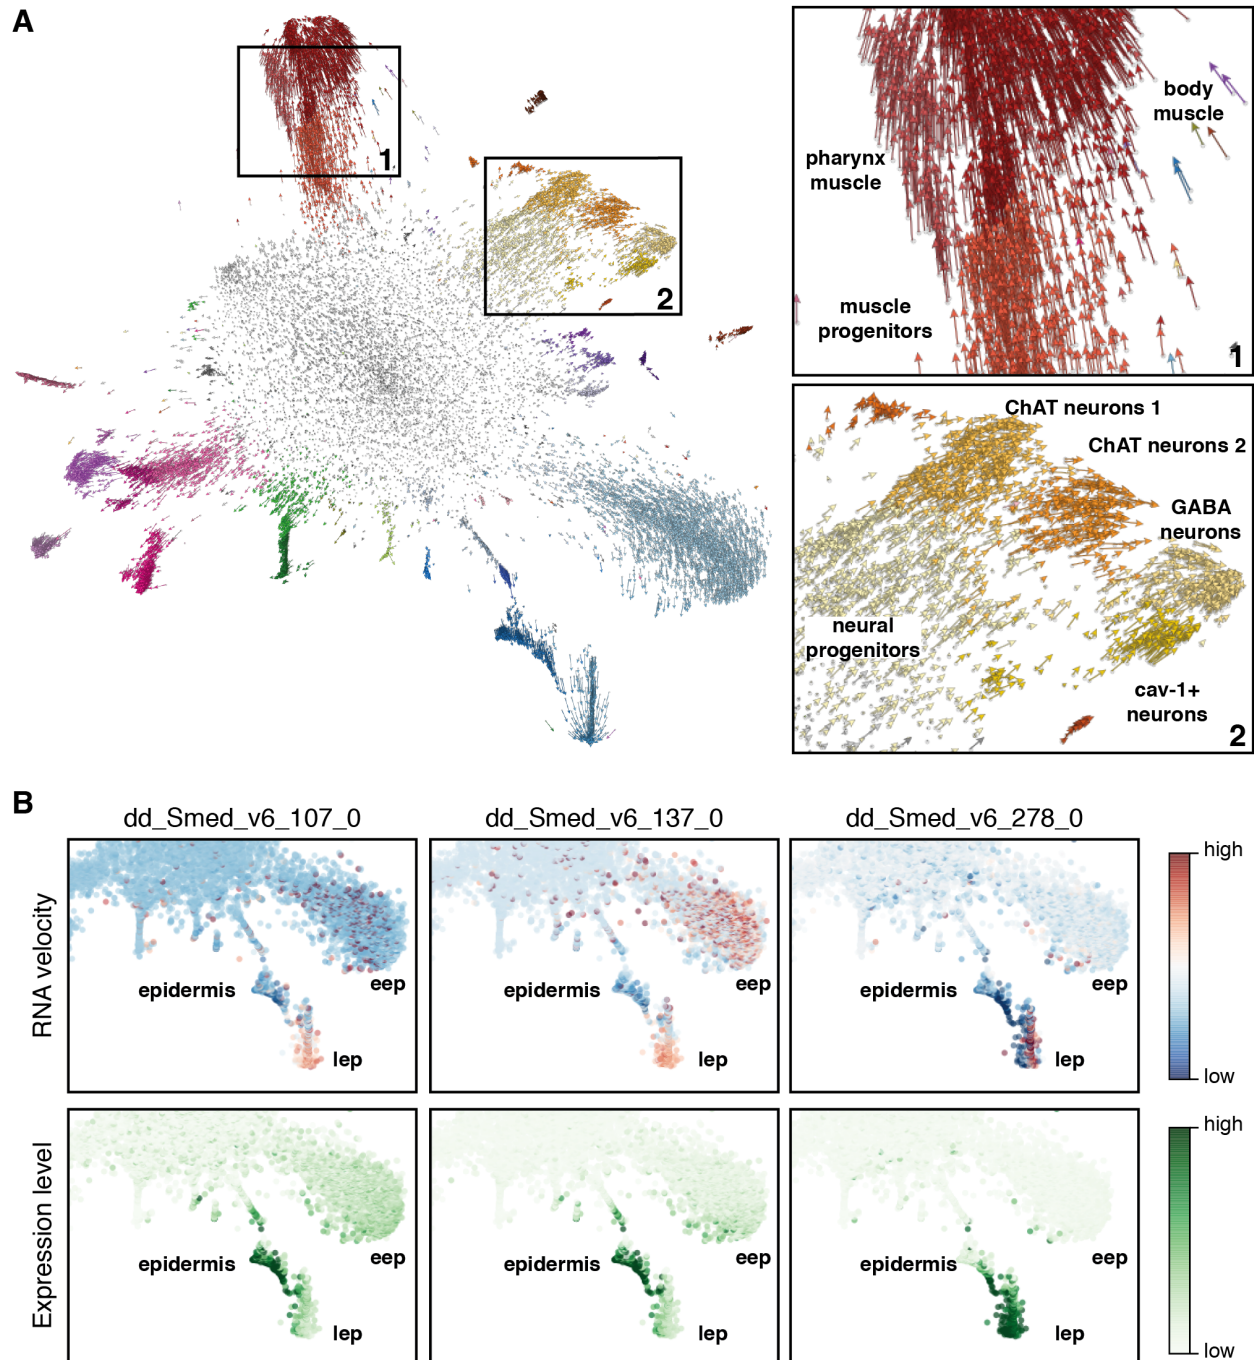 A
1
2
body
muscle
pharynx
muscle
muscle
progenitors
1
ChAT neurons 1
ChAT neurons 2
GABA
neurons
neural
progenitors
cav-1+
neurons
2
B
dd_Smed_v6_107_0
dd_Smed_v6_137_0
dd_Smed_v6_278_0
RNA velocity
epidermis
eep
lep
epidermis
eep
lep
epidermis
eep
lep
high
low
Expression level
epidermis
eep
lep
epidermis
eep
lep
epidermis
eep
lep
high
low